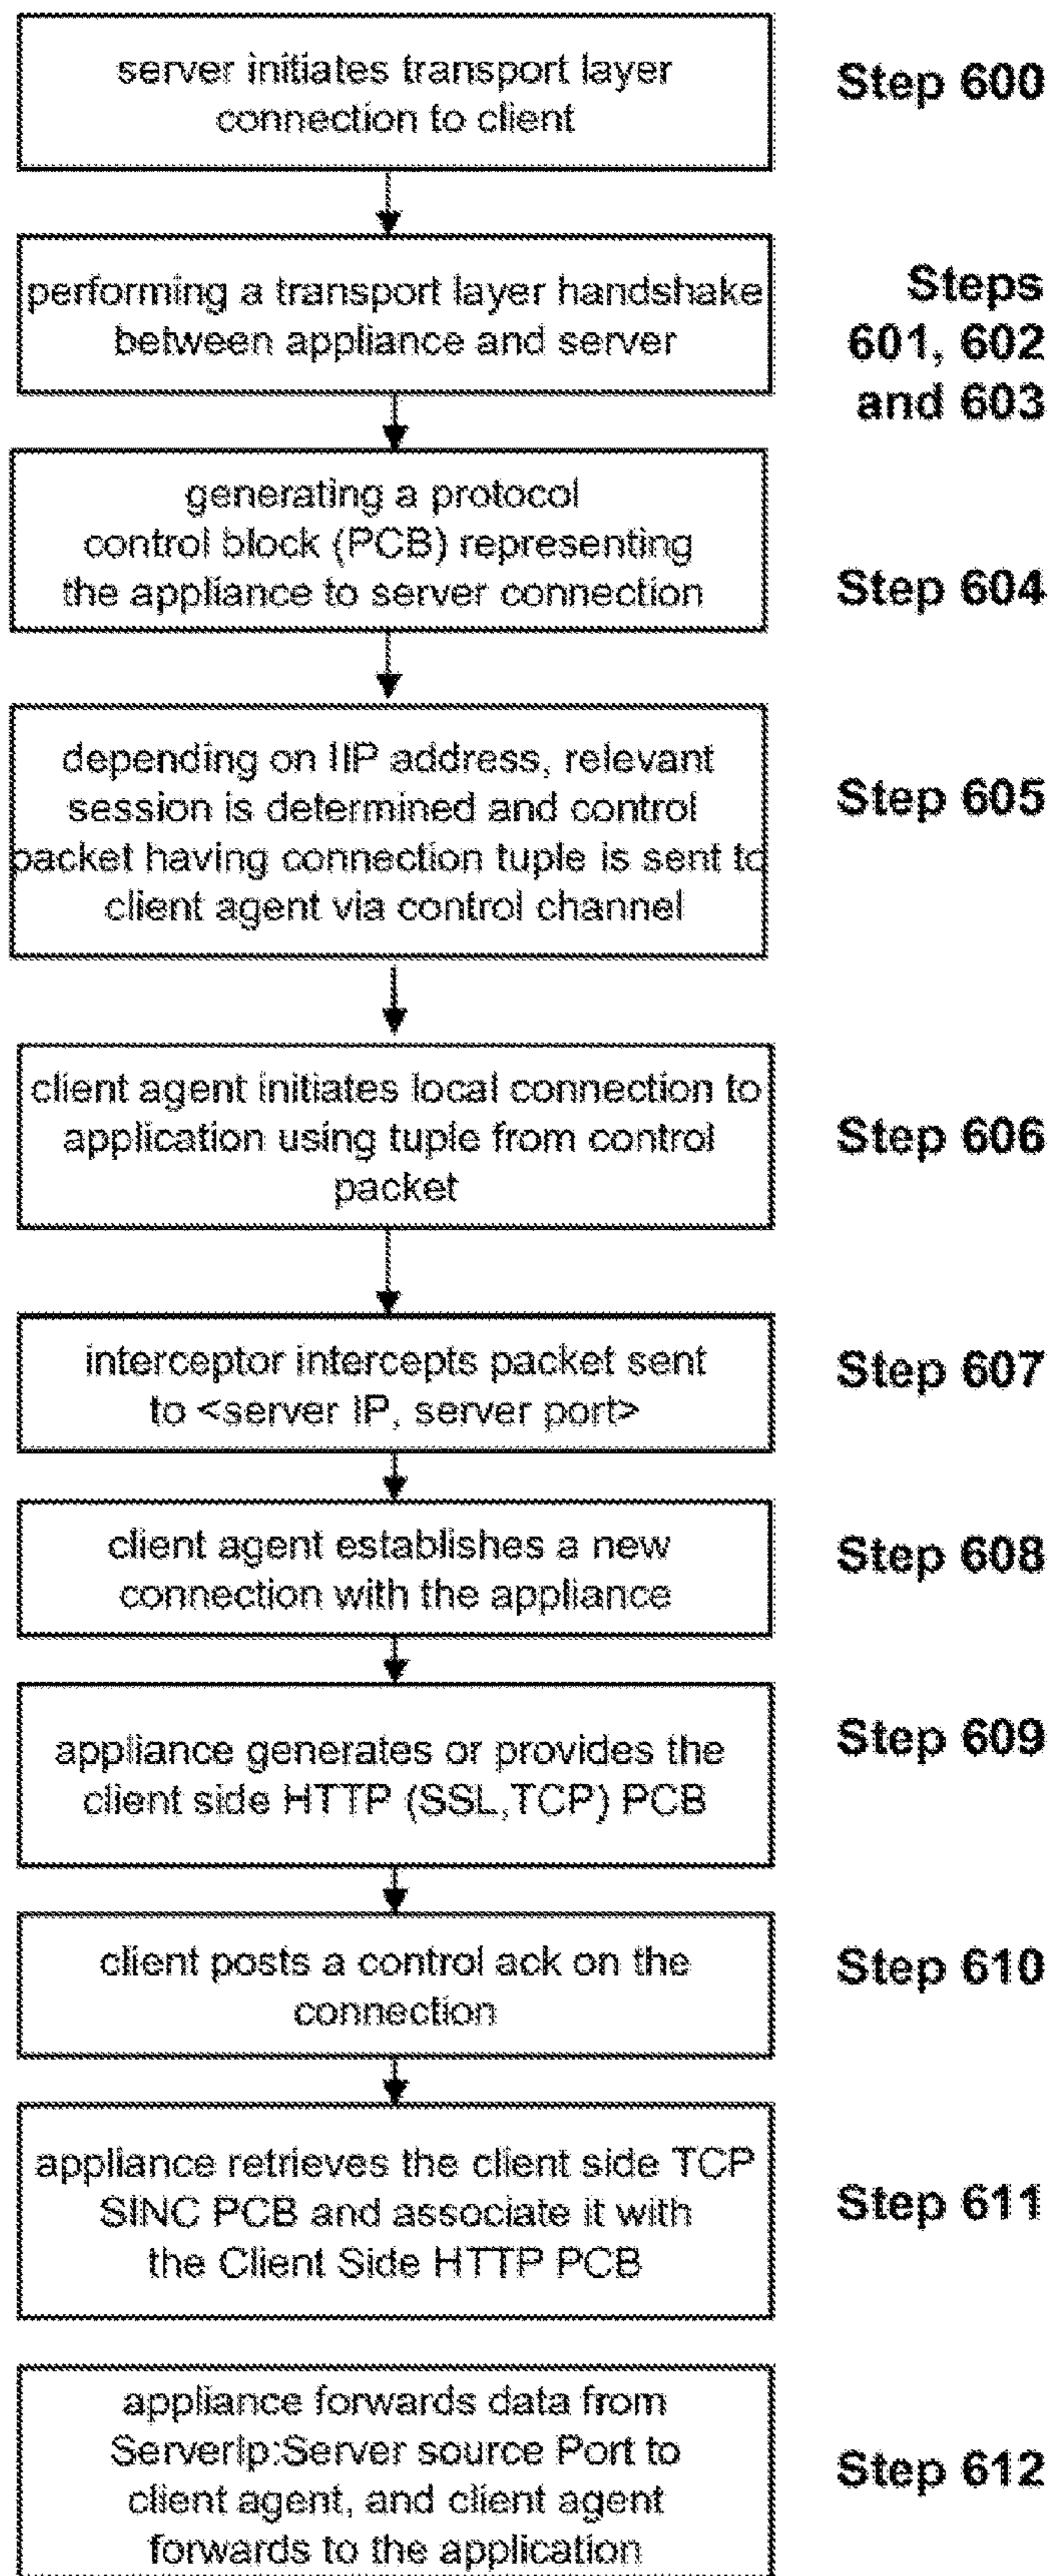 server initiates transport layer
connection to client
Step 600
performing a transport layer handshake
between appliance and server
Steps
601, 602
and 603
generating a protocol
control block (PCB) representing
the appliance to server connection
Step 604
depending on IIP address, relevant
session is determined and control
packet having connection tuple is sent to
client agent via control channel
Step 605
client agent initiates local connection to
application using tuple from control
packet
Step 606
interceptor intercepts packet sent
to <server IP, server port>
Step 607
client agent establishes a new
connection with the appliance
Step 608
appliance generates or provides the
client side HTTP (SSL,TCP) PCB
Step 609
client posts a control ack on the
connection
Step 610
appliance retrieves the client side TCP
SINC PCB and associate it with
the Client Side HTTP PCB
Step 611
appliance forwards data from
ServerIp:Server source Port to
client agent, and client agent
forwards to the application
Step 612